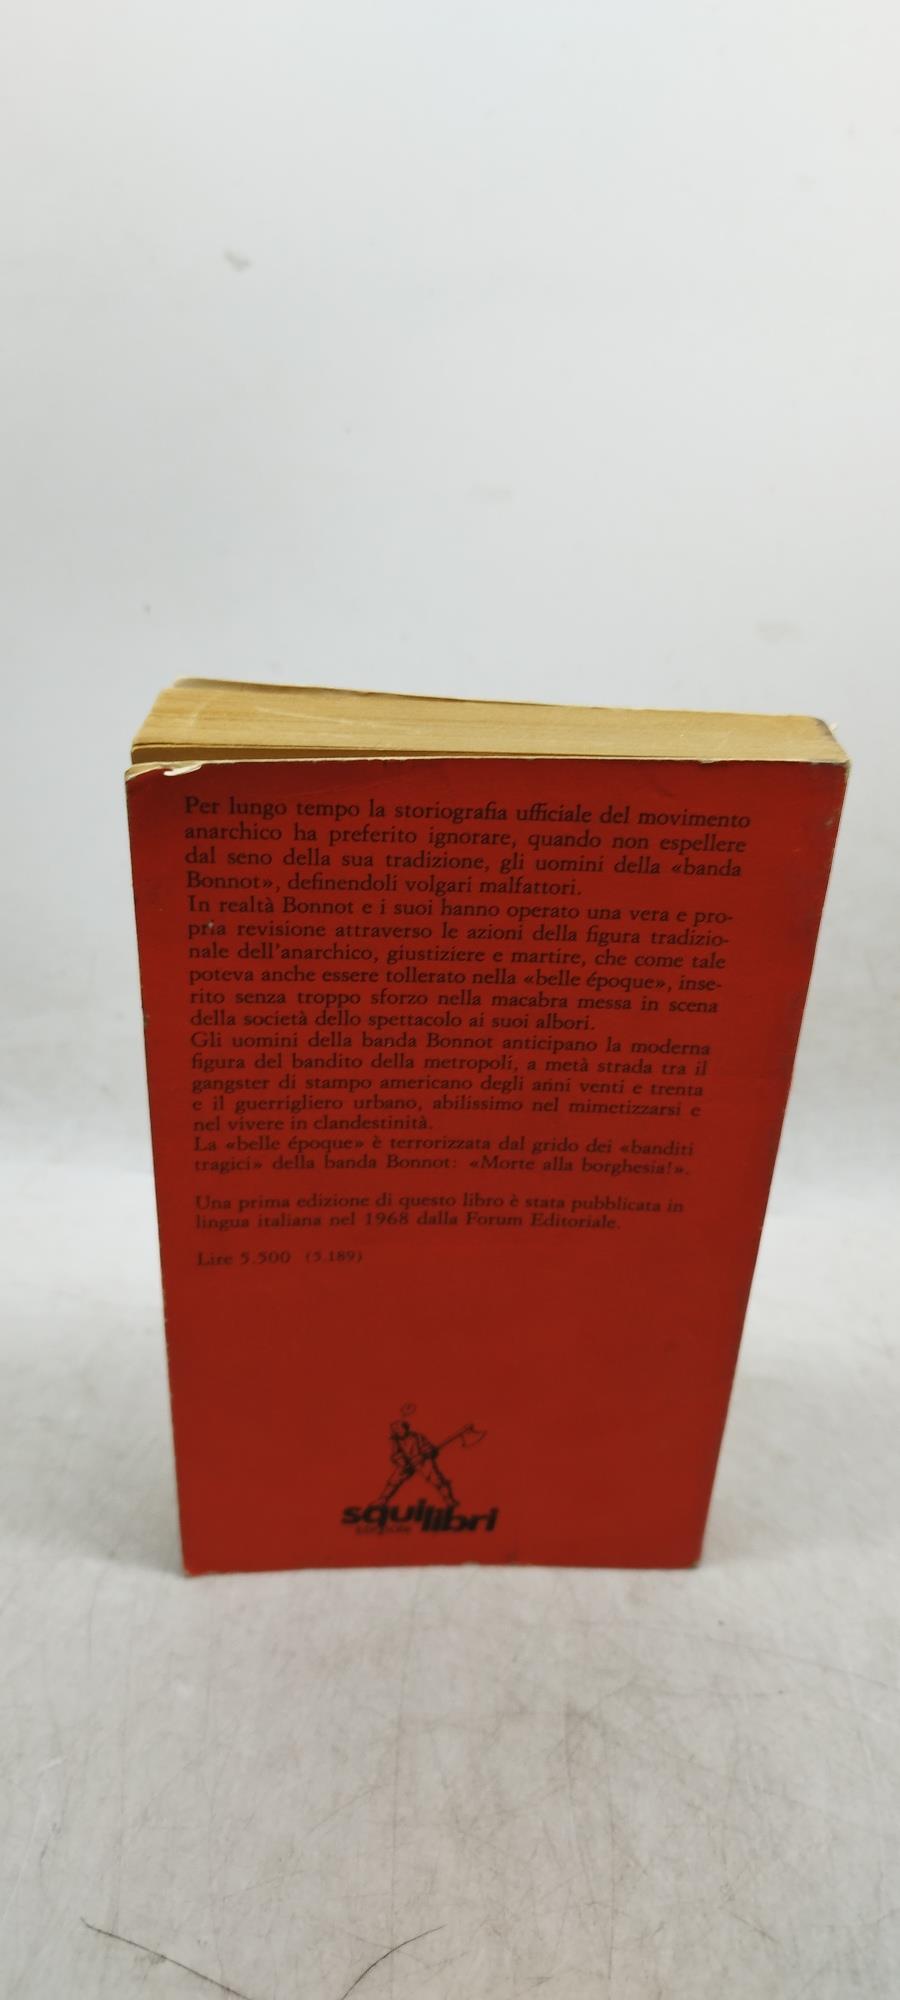 Per lungo tempo la storiografia ufficiale del movimento
anarchico ha preferito ignorare, quando non espellere
dal seno della sua tradizione, gli uomini della «banda
Bonnot», definendoli volgari malfattori.
In realtà Bonnot e i suoi hanno operato una vera e pro-
pria revisione attraverso le azioni della figura tradizio-
nale dell'anarchico, giustiziere e martire, che come tale
poteva anche essere tollerato nella «belle époque», inse-
rito senza troppo sforzo nella macabra messa in scena
della società dello spettacolo ai suoi albori.
Gli uomini della banda Bonnot anticipano la moderna
figura del bandito della metropoli, a metà strada tra il
gangster di stampo americano degli anni venti e trenta
e il guerrigliero urbano, abilissimo nel mimetizzarsi e
nel vivere in clandestinità.
La «belle époque» è terrorizzata dal grido dei «banditi
tragici» della banda Bonnot: «Morte alla borghesia!».
Una prima edizione di questo libro è stata pubblicata in
lingua italiana nel 1968 dalla Forum Editoriale.
Lire 5.500 (5.189)
squilibri